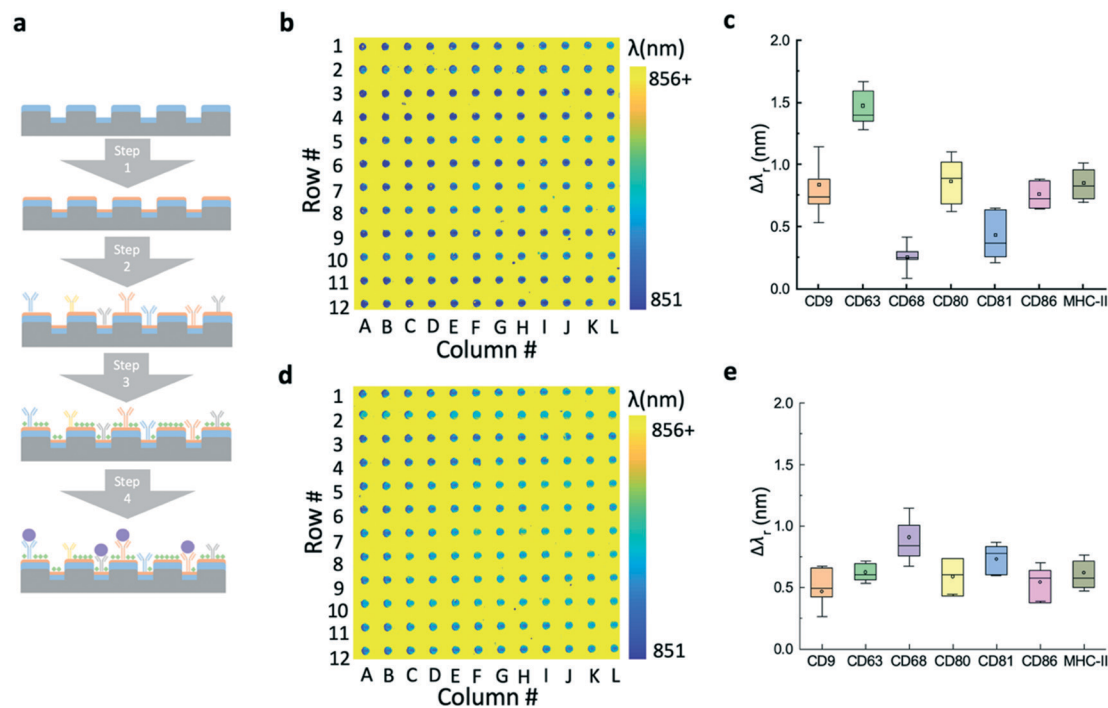 a
Step
1
Step
2
Step
3
Step
4
b
Row #
1
2
3
4
5
6
7
8
9
10
11
12
A B C D E F G H I J K L
Column #
λ(nm)
856+
851
c
Δλr (nm)
2.0
1.5
1.0
0.5
0.0
CD9 CD63 CD68 CD80 CD81 CD86 MHC-II
d
Row #
1
2
3
4
5
6
7
8
9
10
11
12
A B C D E F G H I J K L
Column #
λ(nm)
856+
851
e
Δλr (nm)
2.0
1.5
1.0
0.5
0.0
CD9 CD63 CD68 CD80 CD81 CD86 MHC-II